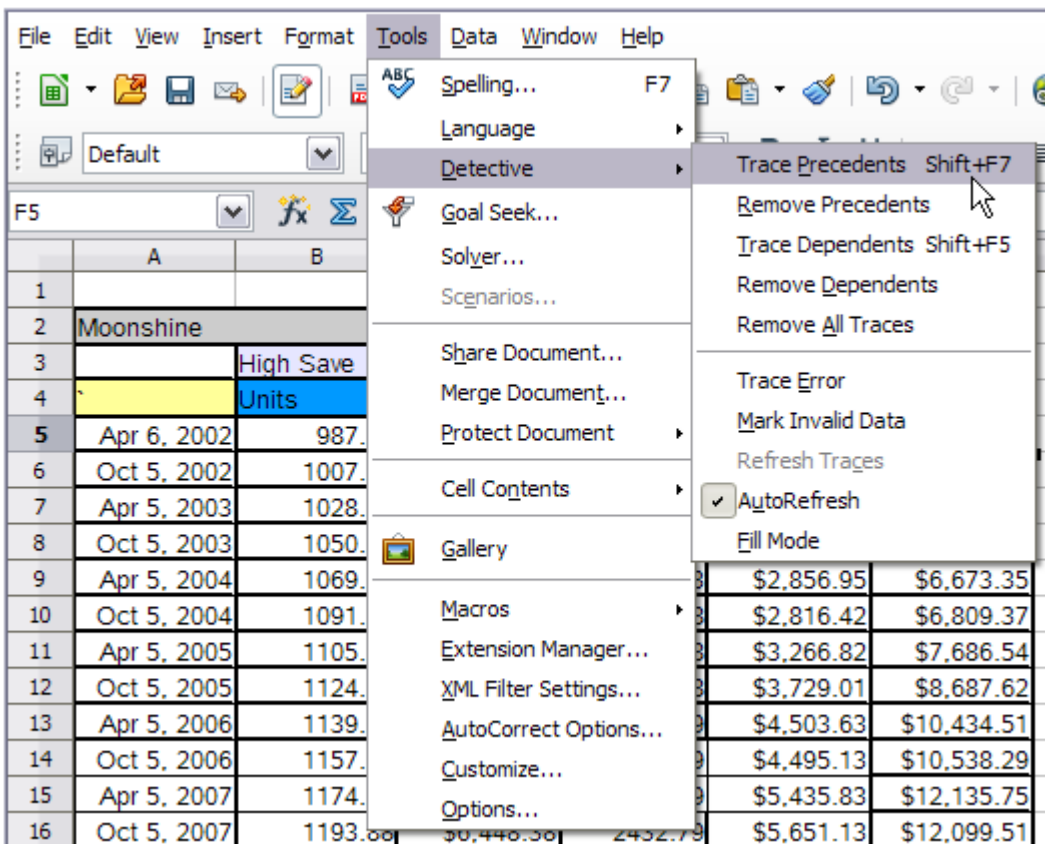 File Edit View Insert Format Tools Data Window Help
ABC Spelling... F7
Language
Default
Detective
Trace Precedents Shift+F7
F5
Goal Seek...
Remove Precedents
Solver...
Trace Dependents Shift+F5
Scenarios...
Remove Dependents
Remove All Traces
Share Document...
Merge Document...
Trace Error
Protect Document
Mark Invalid Data
Refresh Traces
Cell Contents
AutoRefresh
Gallery
Fill Mode
Macros
Extension Manager...
XML Filter Settings...
AutoCorrect Options...
Customize...
Options...
A B
1
2 Moonshine
3 High Save
4 ` Units
5 Apr 6, 2002 987.
6 Oct 5, 2002 1007.
7 Apr 5, 2003 1028.
8 Oct 5, 2003 1050.
9 Apr 5, 2004 1069. $2,856.95 $6,673.35
10 Oct 5, 2004 1091. $2,816.42 $6,809.37
11 Apr 5, 2005 1105. $3,266.82 $7,686.54
12 Oct 5, 2005 1124. $3,729.01 $8,687.62
13 Apr 5, 2006 1139. $4,503.63 $10,434.51
14 Oct 5, 2006 1157. $4,495.13 $10,538.29
15 Apr 5, 2007 1174. $5,435.83 $12,135.75
16 Oct 5, 2007 1193.88 $6,448.38 2432.79 $5,651.13 $12,099.51